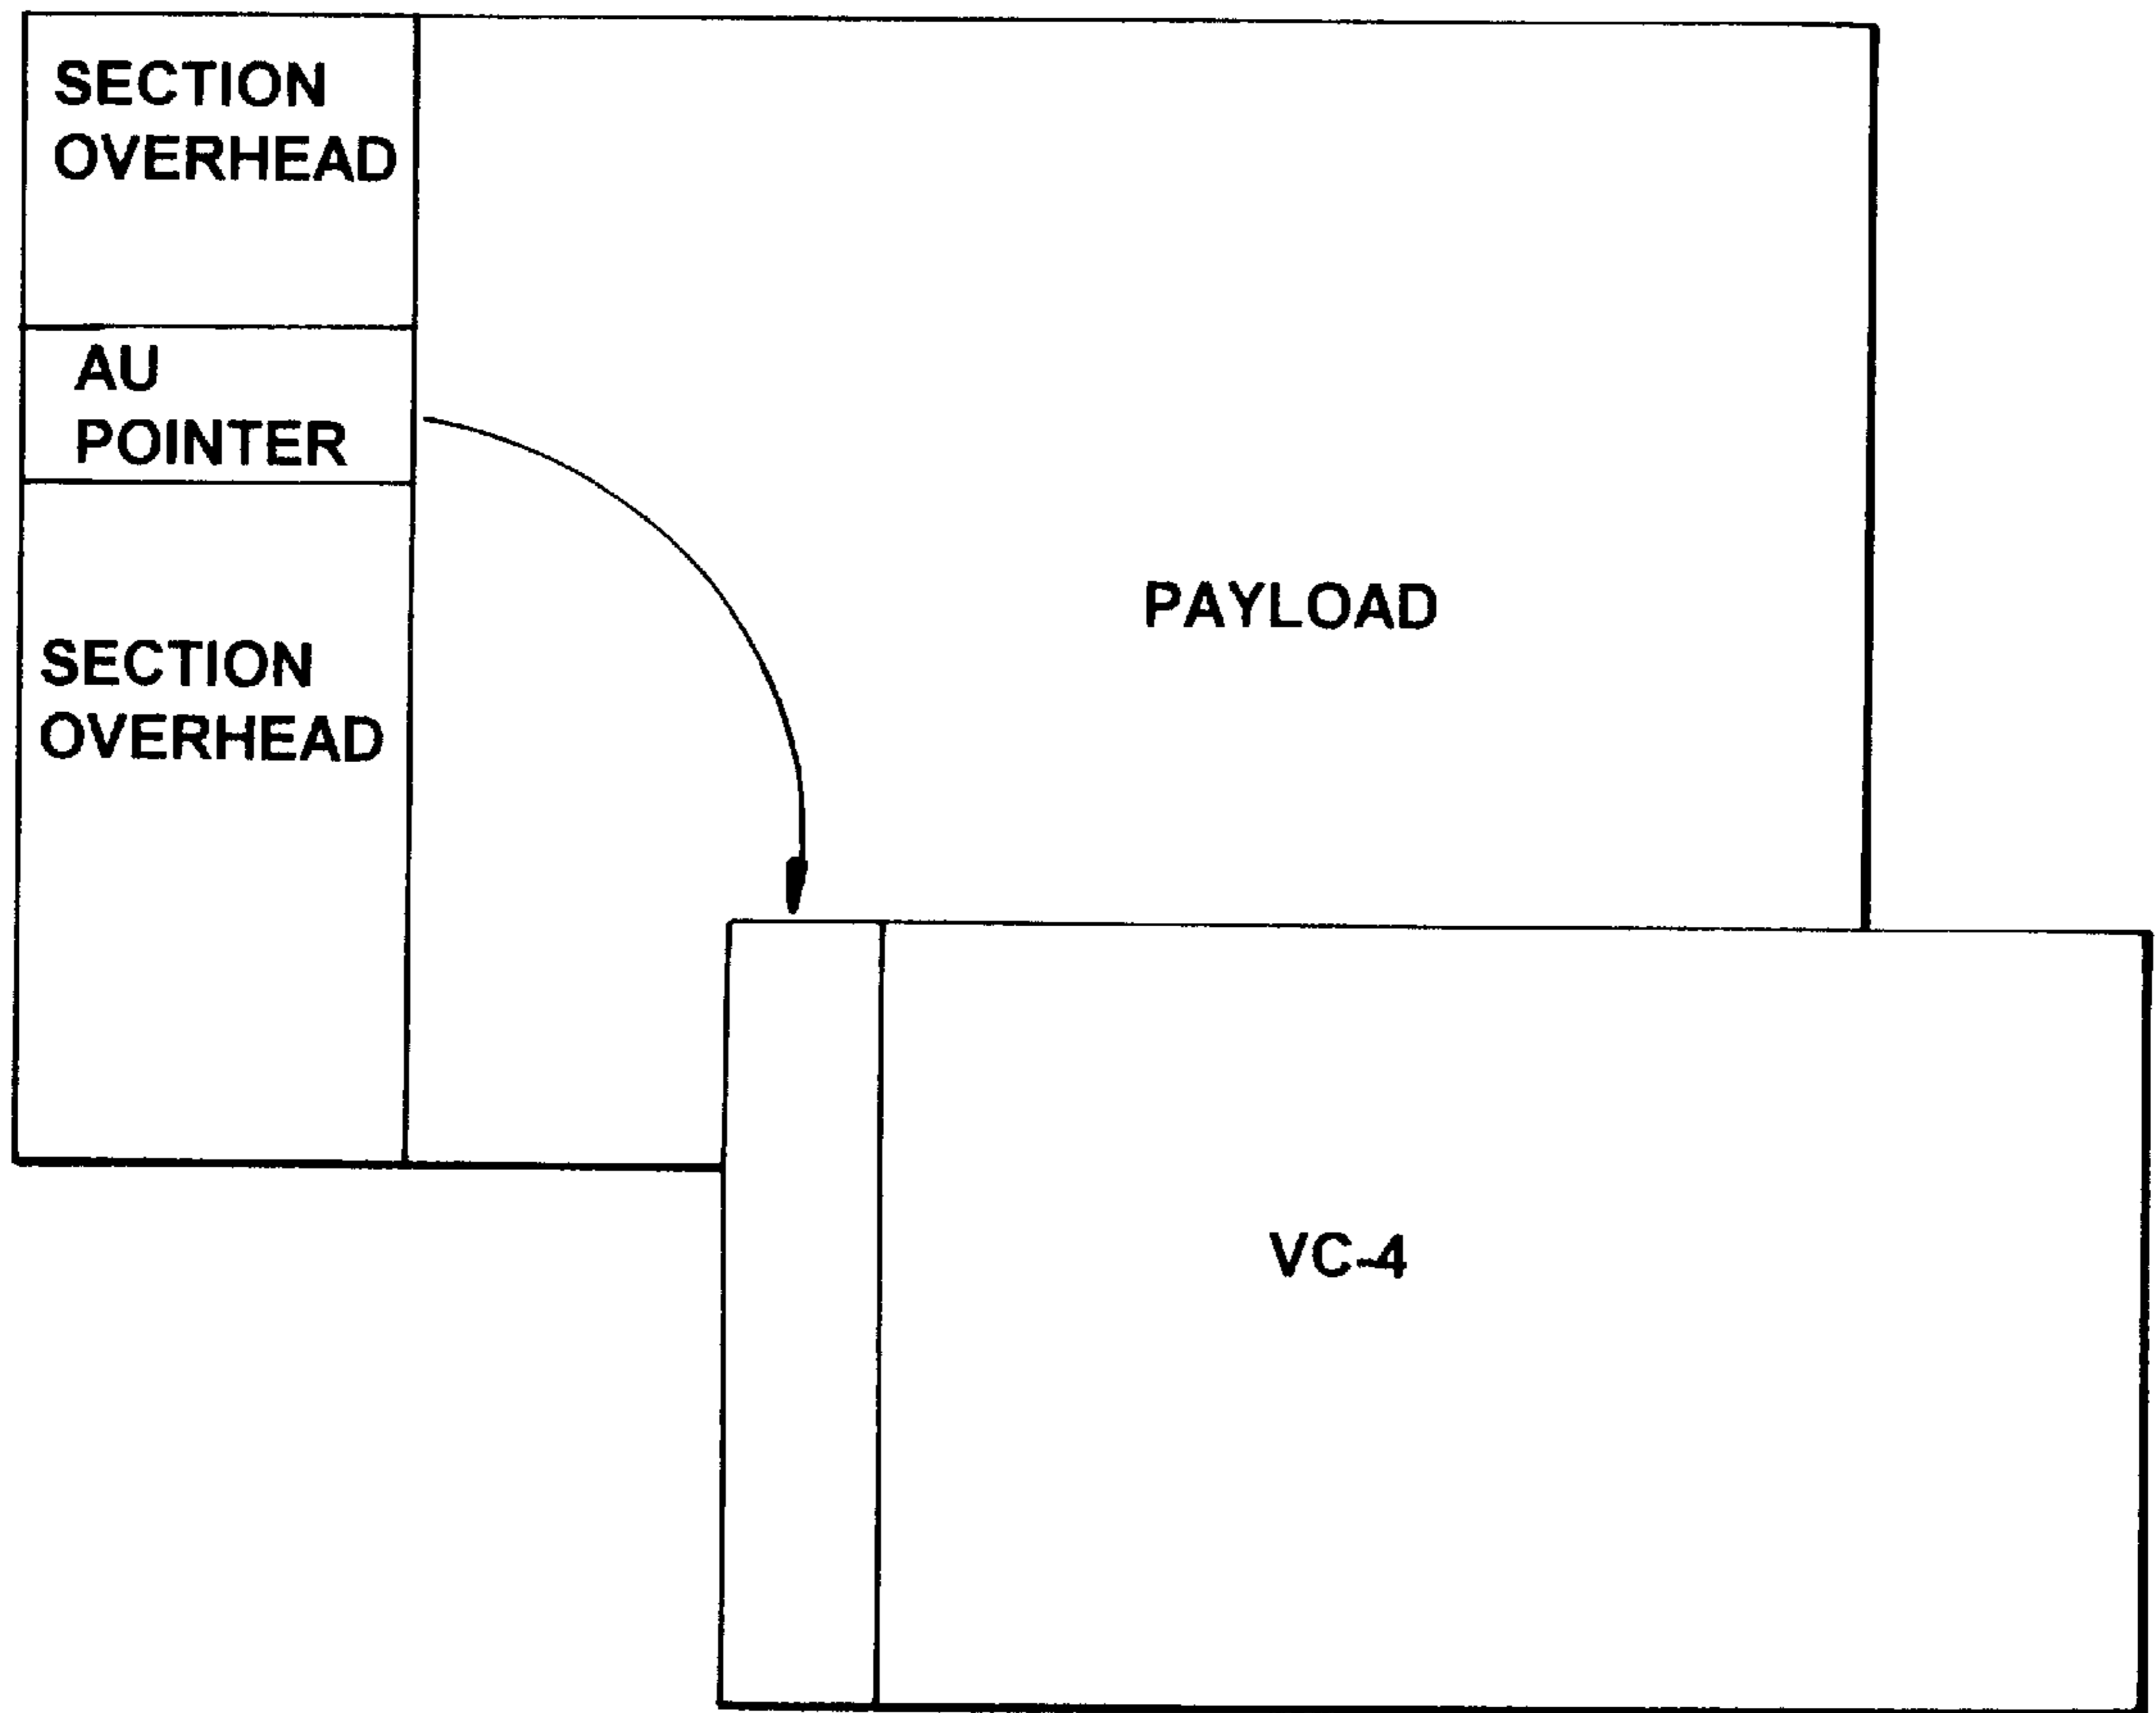 SECTION
OVERHEAD
AU
POINTER
PAYLOAD
SECTION
OVERHEAD
VC-4